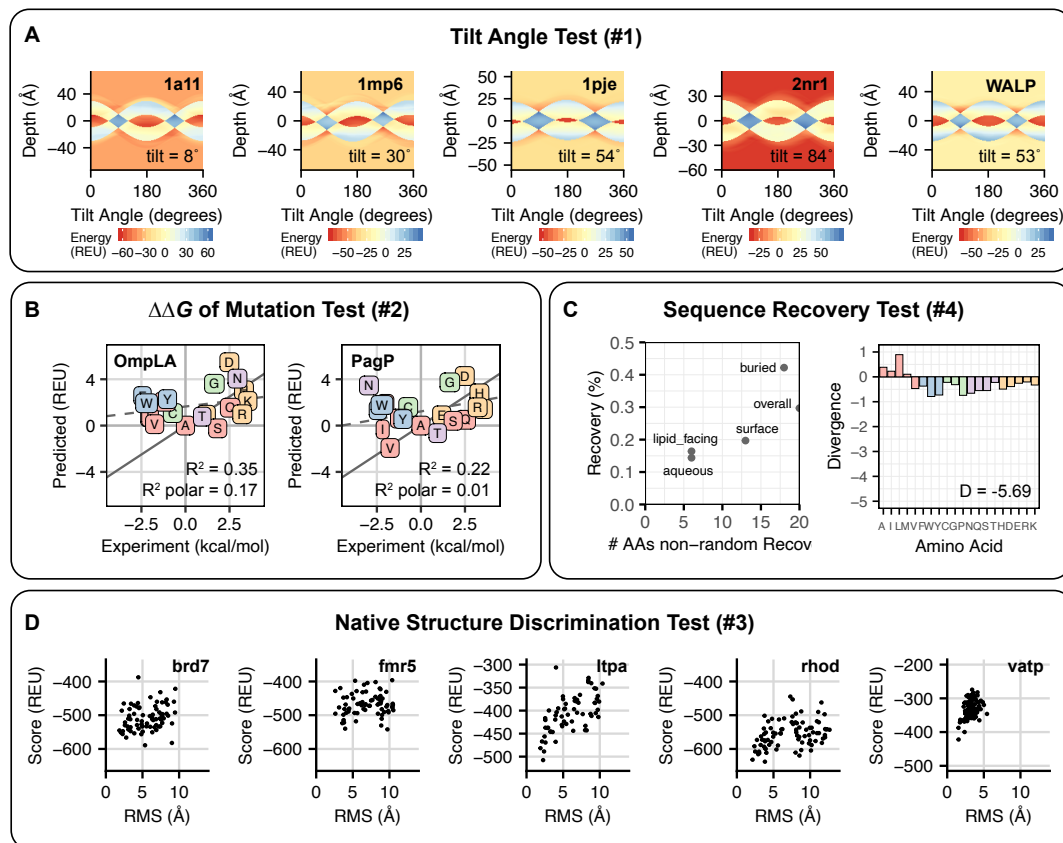 A
Tilt Angle Test (#1)
Depth (Å)
40
0
−40
1a11
tilt = 8°
0 180 360
Tilt Angle (degrees)
Energy (REU)
−60 −30 0 30 60
Depth (Å)
40
0
−40
1mp6
tilt = 30°
0 180 360
Tilt Angle (degrees)
Energy (REU)
−50 −25 0 25
Depth (Å)
50
25
0
−25
−50
1pje
tilt = 54°
0 180 360
Tilt Angle (degrees)
Energy (REU)
−50 −25 0 25 50
Depth (Å)
30
0
−30
−60
2nr1
tilt = 84°
0 180 360
Tilt Angle (degrees)
Energy (REU)
−25 0 25 50
Depth (Å)
40
0
−40
WALP
tilt = 53°
0 180 360
Tilt Angle (degrees)
Energy (REU)
−50 −25 0 25
B
ΔΔG of Mutation Test (#2)
Predicted (REU)
4
0
−4
OmpLA
D
N
G
K
R
W
Y
C
V
A
T
S
R² = 0.35
R² polar = 0.17
−2.5 0.0 2.5
Experiment (kcal/mol)
Predicted (REU)
4
0
−4
PagP
N
G
D
H
R
W
Y
E
I
A
S
T
V
R² = 0.22
R² polar = 0.01
−2.5 0.0 2.5
Experiment (kcal/mol)
C
Sequence Recovery Test (#4)
Recovery (%)
0.5
0.4
0.3
0.2
0.1
0.0
buried
overall
surface
lipid_facing
aqueous
0 5 10 15 20
# AAs non-random Recov
Divergence
1
0
−1
−2
−3
−4
−5
D = -5.69
A I LMVFWYCGPNQSTHDERK
Amino Acid
D
Native Structure Discrimination Test (#3)
Score (REU)
−400
−500
−600
brd7
0 5 10
RMS (Å)
Score (REU)
−400
−500
−600
fmr5
0 5 10
RMS (Å)
Score (REU)
−300
−350
−400
−450
−500
ltpa
0 5 10
RMS (Å)
Score (REU)
−400
−500
−600
rhod
0 5 10
RMS (Å)
Score (REU)
−200
−300
−400
−500
vatp
0 5 10
RMS (Å)